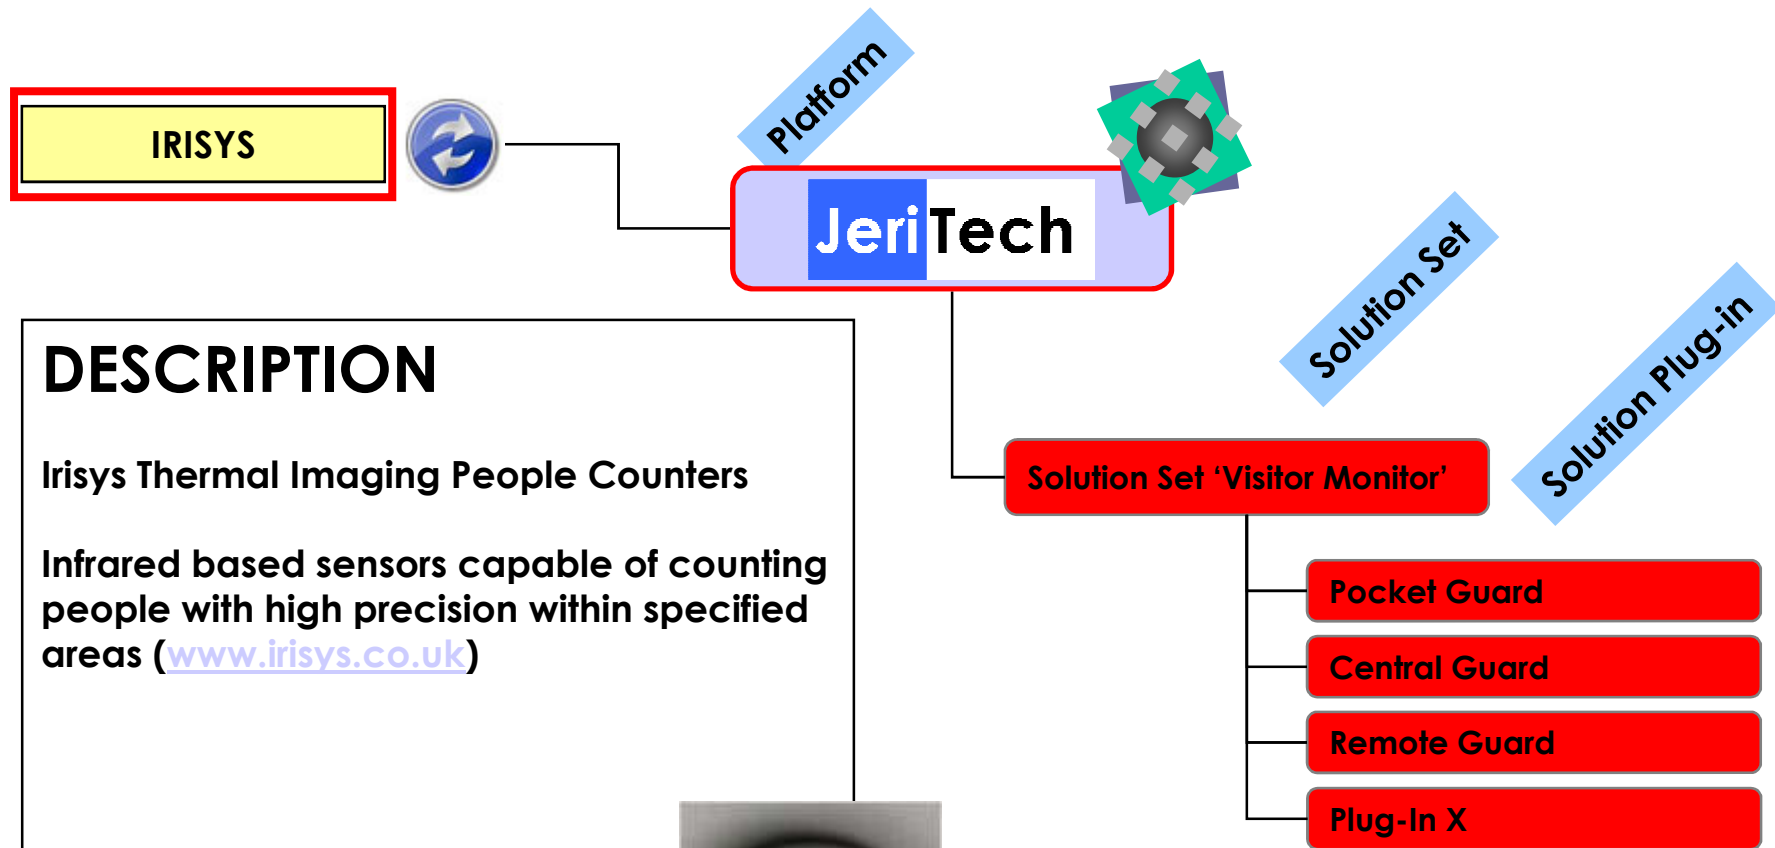 Platform
IRISYS
JeriTech
Solution Set
Solution Plug-in
DESCRIPTION
Irisys Thermal Imaging People Counters
Infrared based sensors capable of counting
people with high precision within specified
areas (www.irisys.co.uk)
Solution Set ‘Visitor Monitor’
Pocket Guard
Central Guard
Remote Guard
Plug-In X